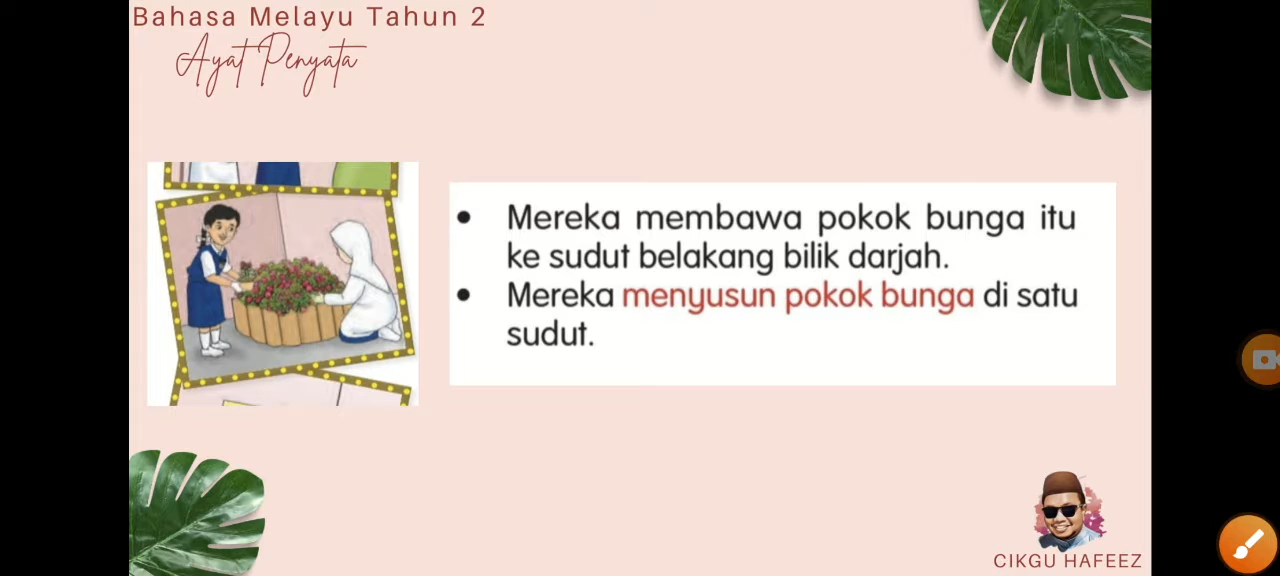 Bahasa Melayu Tahun 2
Ayat Penyata
• Mereka membawa pokok bunga itu
ke sudut belakang bilik darjah.
• Mereka menyusun pokok bunga di satu
sudut.
CIKGU HAFEEZ